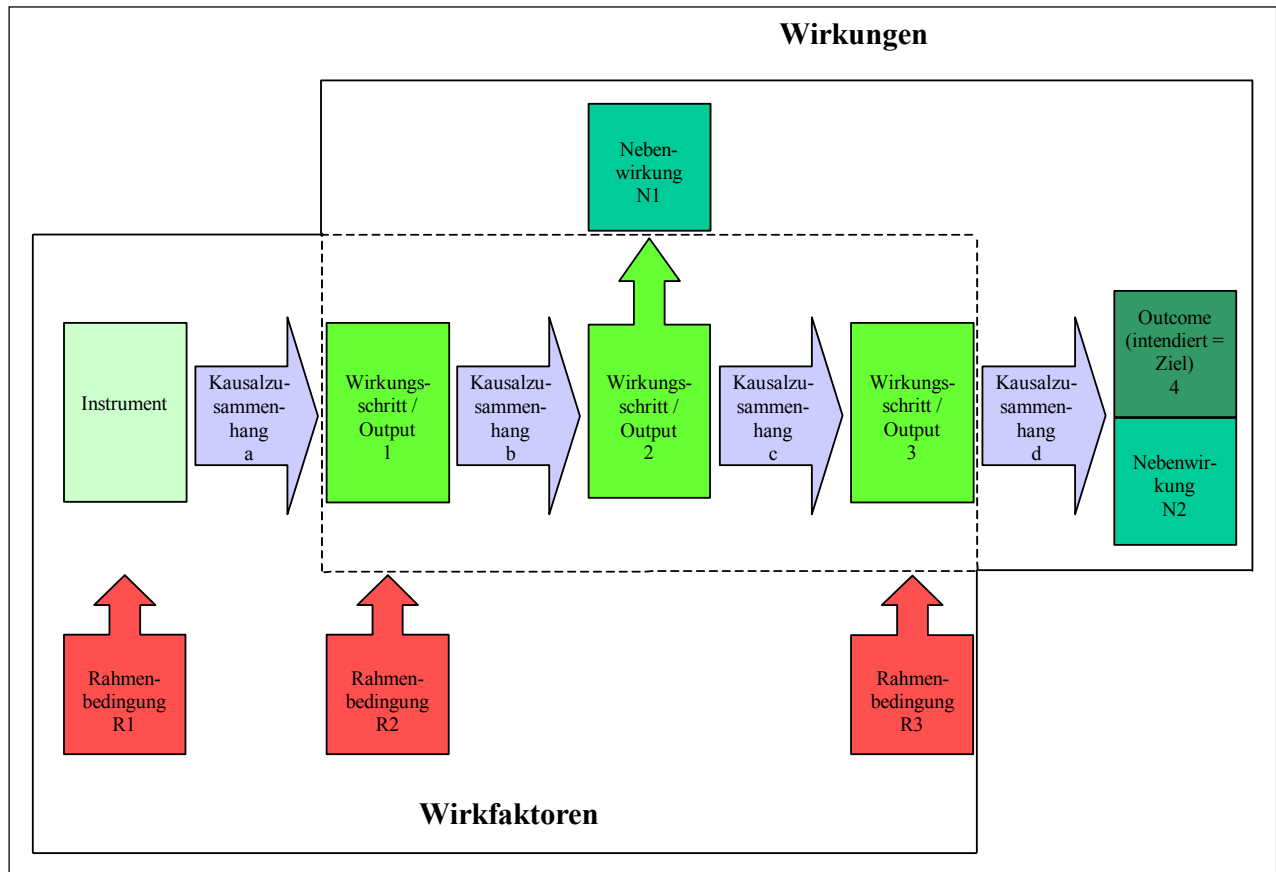 Wirkungen
Neben-
wirkung
N1
Instrument
Kausalzu-
sammen-
hang
a
Wirkungs-
schritt /
Output
1
Kausalzu-
sammen-
hang
b
Wirkungs-
schritt /
Output
2
Kausalzu-
sammen-
hang
c
Wirkungs-
schritt /
Output
3
Kausalzu-
sammen-
hang
d
Outcome
(intendiert =
Ziel)
4
Nebenwir-
kung
N2
Rahmen-
bedingung
R1
Rahmen-
bedingung
R2
Rahmen-
bedingung
R3
Wirkfaktoren